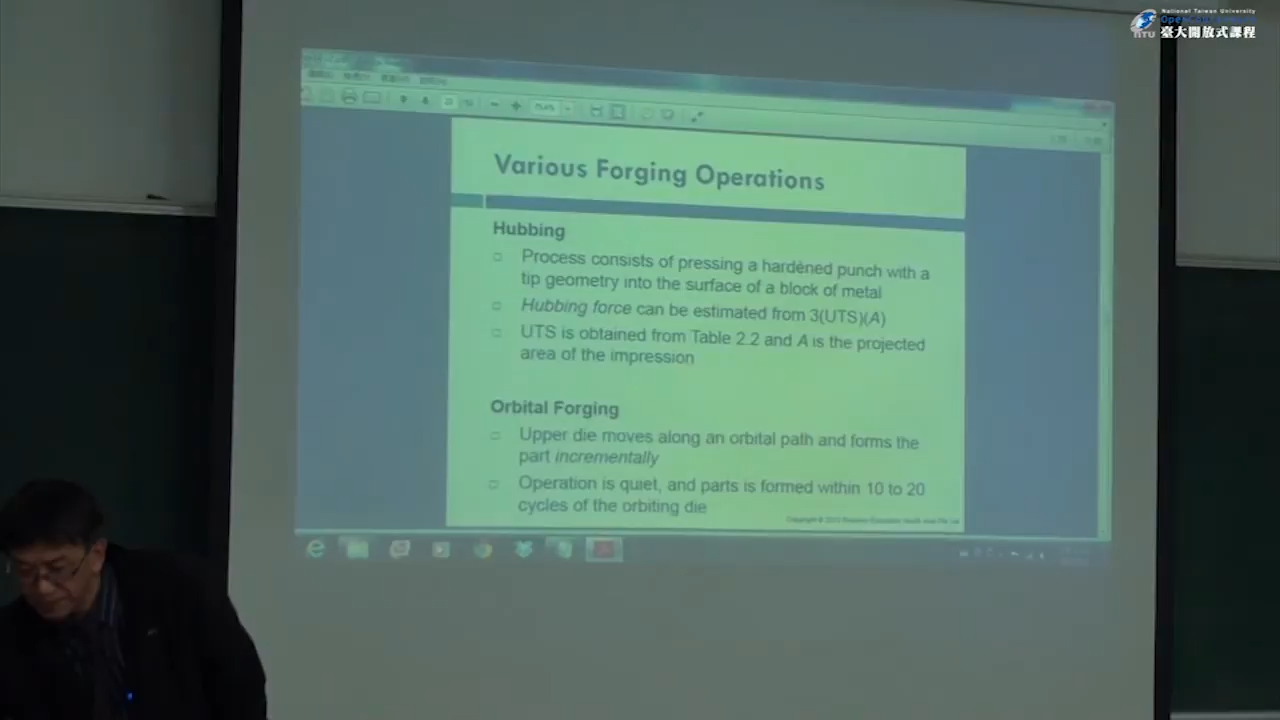 National Taiwan University
臺大開放式課程
Various Forging Operations
Hubbing
Process consists of pressing a hardened punch with a
tip geometry into the surface of a block of metal
Hubbing force can be estimated from 3(UTS)(A)
UTS is obtained from Table 2.2 and A is the projected
area of the impression
Orbital Forging
Upper die moves along an orbital path and forms the
part incrementally
Operation is quiet, and parts is formed within 10 to 20
cycles of the orbiting die